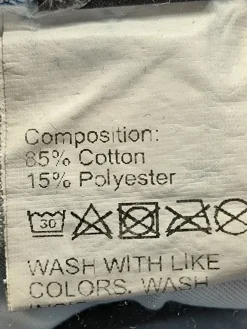 Composition:
85% Cotton
15% Polyester
30
WASH WITH LIKE
COLORS. WASH